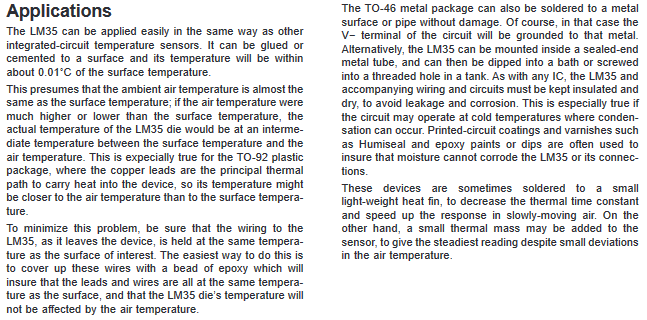 Applications
The LM35 can be applied easily in the same way as other
integrated-circuit temperature sensors. It can be glued or
cemented to a surface and its temperature will be within
about 0.01˚C of the surface temperature.
This presumes that the ambient air temperature is almost the
same as the surface temperature; if the air temperature were
much higher or lower than the surface temperature, the
actual temperature of the LM35 die would be at an interme-
diate temperature between the surface temperature and the
air temperature. This is expecially true for the TO-92 plastic
package, where the copper leads are the principal thermal
path to carry heat into the device, so its temperature might
be closer to the air temperature than to the surface tempera-
ture.
To minimize this problem, be sure that the wiring to the
LM35, as it leaves the device, is held at the same tempera-
ture as the surface of interest. The easiest way to do this is
to cover up these wires with a bead of epoxy which will
insure that the leads and wires are all at the same tempera-
ture as the surface, and that the LM35 die's temperature will
not be affected by the air temperature.
The TO-46 metal package can also be soldered to a metal
surface or pipe without damage. Of course, in that case the
V− terminal of the circuit will be grounded to that metal.
Alternatively, the LM35 can be mounted inside a sealed-end
metal tube, and can then be dipped into a bath or screwed
into a threaded hole in a tank. As with any IC, the LM35 and
accompanying wiring and circuits must be kept insulated and
dry, to avoid leakage and corrosion. This is especially true if
the circuit may operate at cold temperatures where conden-
sation can occur. Printed-circuit coatings and varnishes such
as Humiseal and epoxy paints or dips are often used to
insure that moisture cannot corrode the LM35 or its connec-
tions.
These devices are sometimes soldered to a small
light-weight heat fin, to decrease the thermal time constant
and speed up the response in slowly-moving air. On the
other hand, a small thermal mass may be added to the
sensor, to give the steadiest reading despite small deviations
in the air temperature.